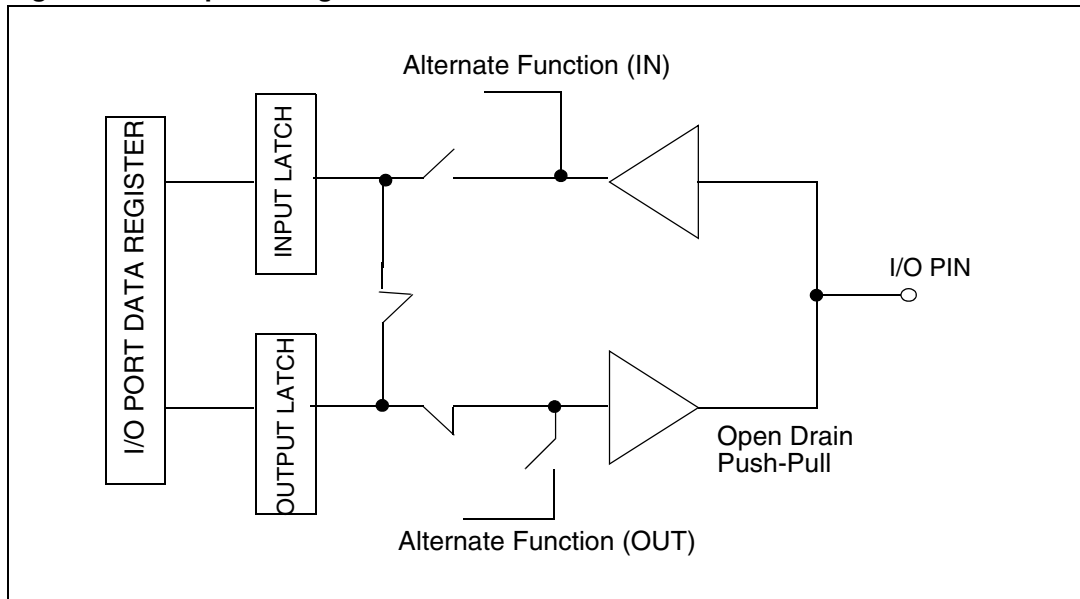 Alternate Function (IN)
I/O PORT DATA REGISTER
INPUT LATCH
I/O PIN
OUTPUT LATCH
Open Drain
Push-Pull
Alternate Function (OUT)